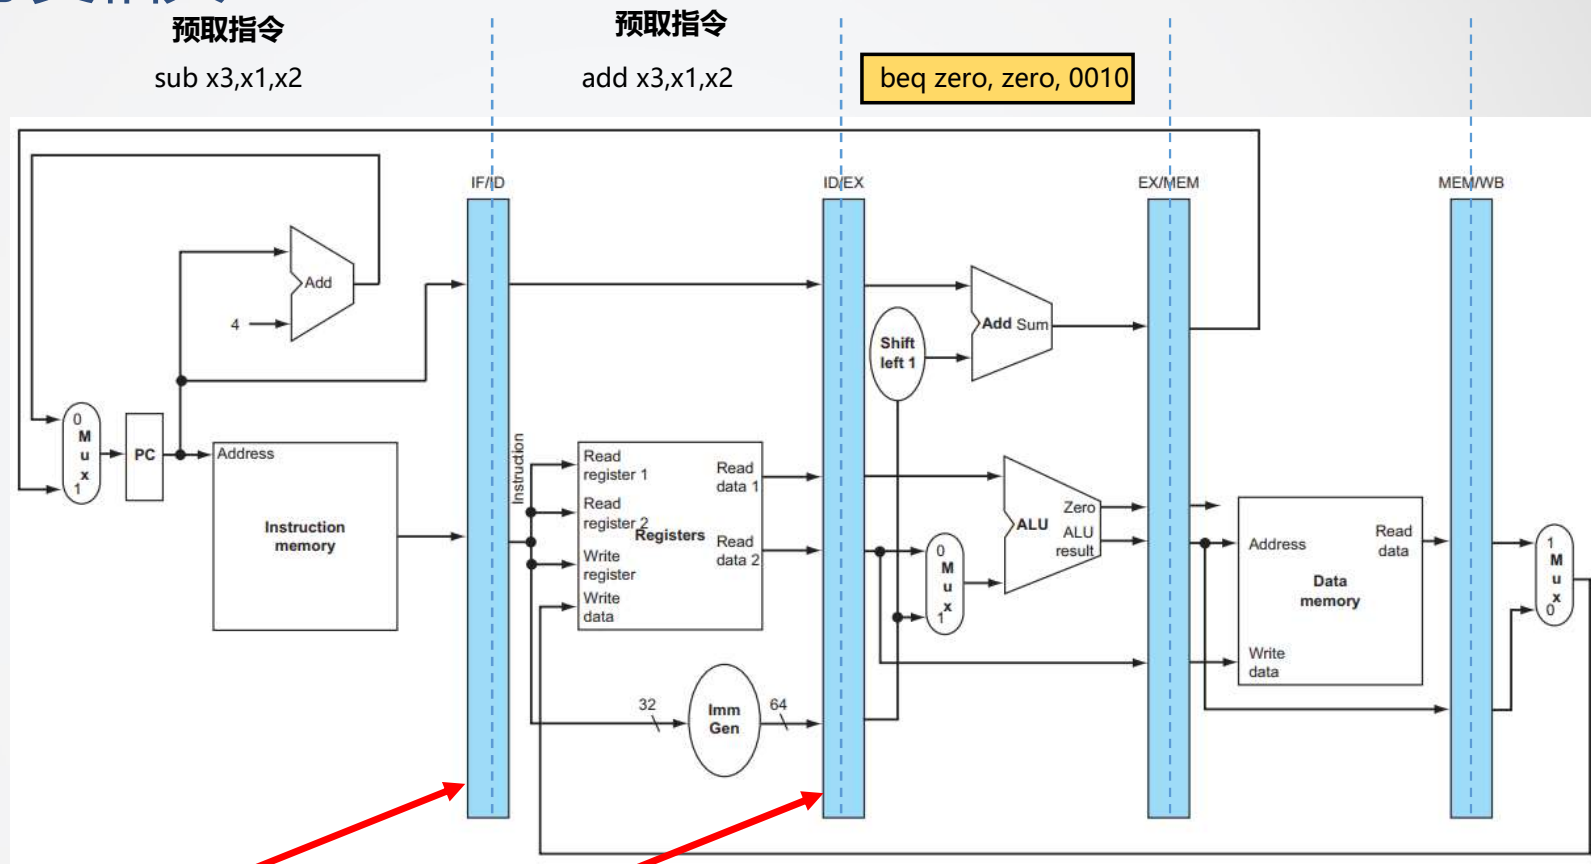 预取指令
预取指令
sub x3,x1,x2
add x3,x1,x2
beq zero, zero, 0010
IF/ID
ID/EX
EX/MEM
MEM/WB
Add
4
Shift
left 1
Add Sum
0
M
u
x
1
PC
Address
Instruction
memory
Instruction
Read
register 1
Read
register 2
Write
register
Write
data
Registers
Read
data 1
Read
data 2
32
Imm
Gen
64
0
M
u
x
1
ALU
Zero
ALU
result
Address
Read
data
Data
memory
Write
data
1
M
u
x
0